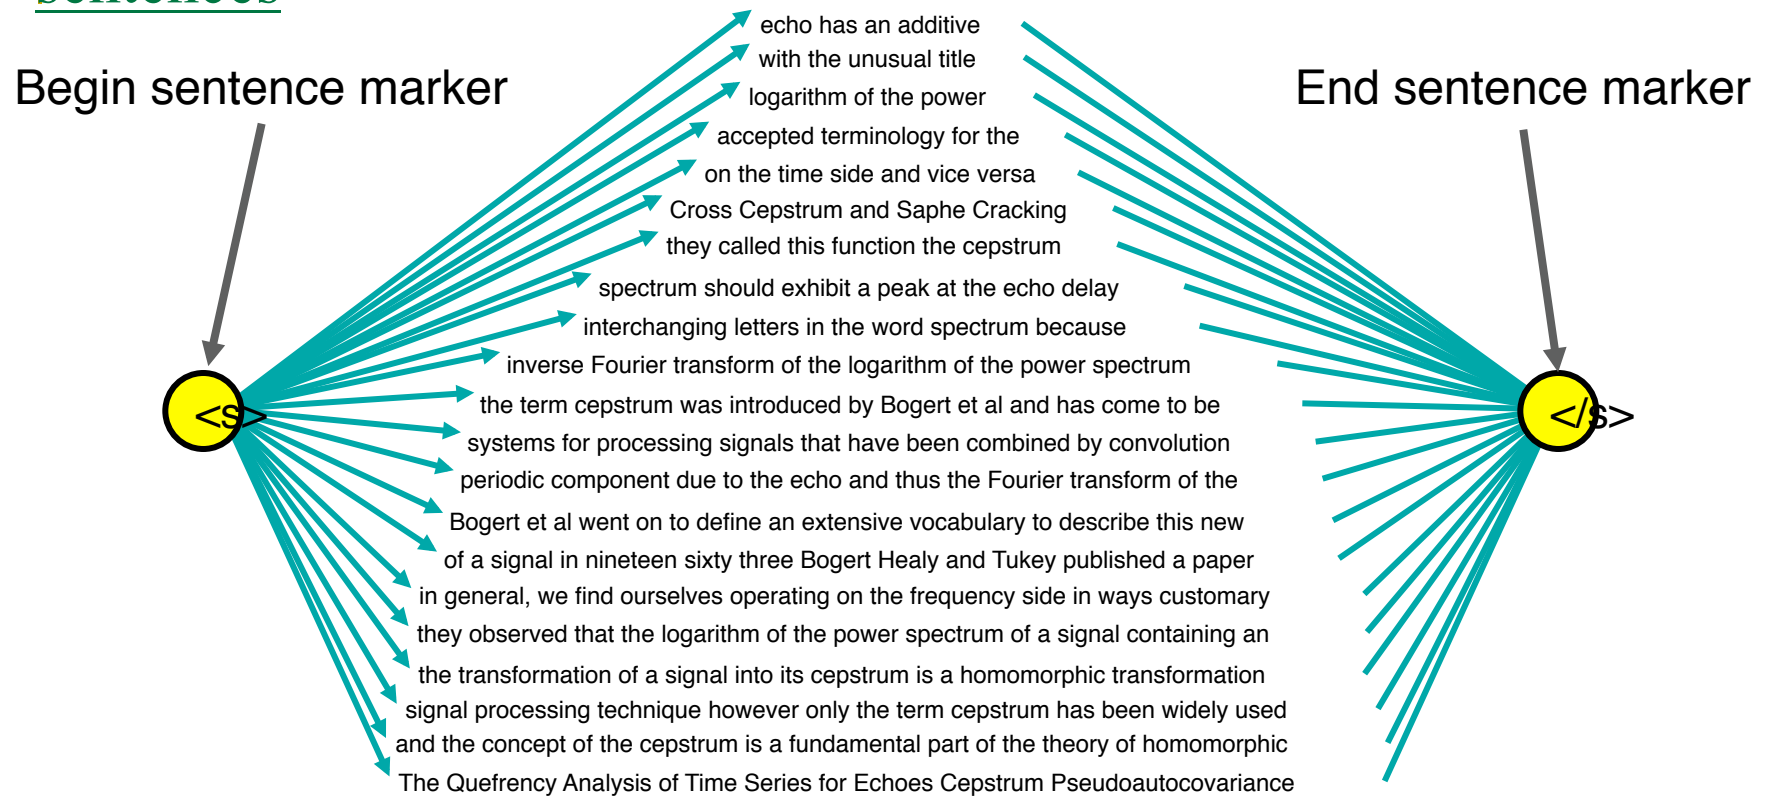 sentences
echo has an additive
with the unusual title
Begin sentence marker
End sentence marker
logarithm of the power
accepted terminology for the
on the time side and vice versa
Cross Cepstrum and Saphe Cracking
they called this function the cepstrum
spectrum should exhibit a peak at the echo delay
interchanging letters in the word spectrum because
inverse Fourier transform of the logarithm of the power spectrum
the term cepstrum was introduced by Bogert et al and has come to be
<s>
</s>
systems for processing signals that have been combined by convolution
periodic component due to the echo and thus the Fourier transform of the
Bogert et al went on to define an extensive vocabulary to describe this new
of a signal in nineteen sixty three Bogert Healy and Tukey published a paper
in general, we find ourselves operating on the frequency side in ways customary
they observed that the logarithm of the power spectrum of a signal containing an
the transformation of a signal into its cepstrum is a homomorphic transformation
signal processing technique however only the term cepstrum has been widely used
and the concept of the cepstrum is a fundamental part of the theory of homomorphic
The Quefrency Analysis of Time Series for Echoes Cepstrum Pseudoautocovariance